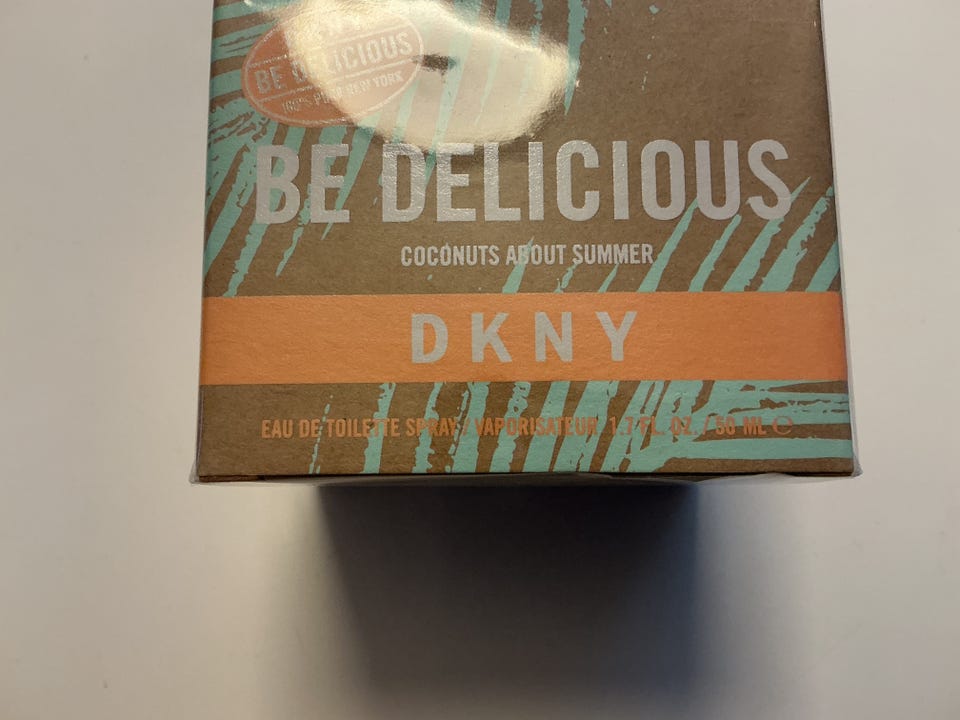 BE DELICIOUS
100% PURE NEW YORK
BE DELICIOUS
COCONUTS ABOUT SUMMER
DKNY
EAU DE TOILETTE SPRAY / VAPORISATEUR 1.7 FL. OZ. / 50 ML ℮